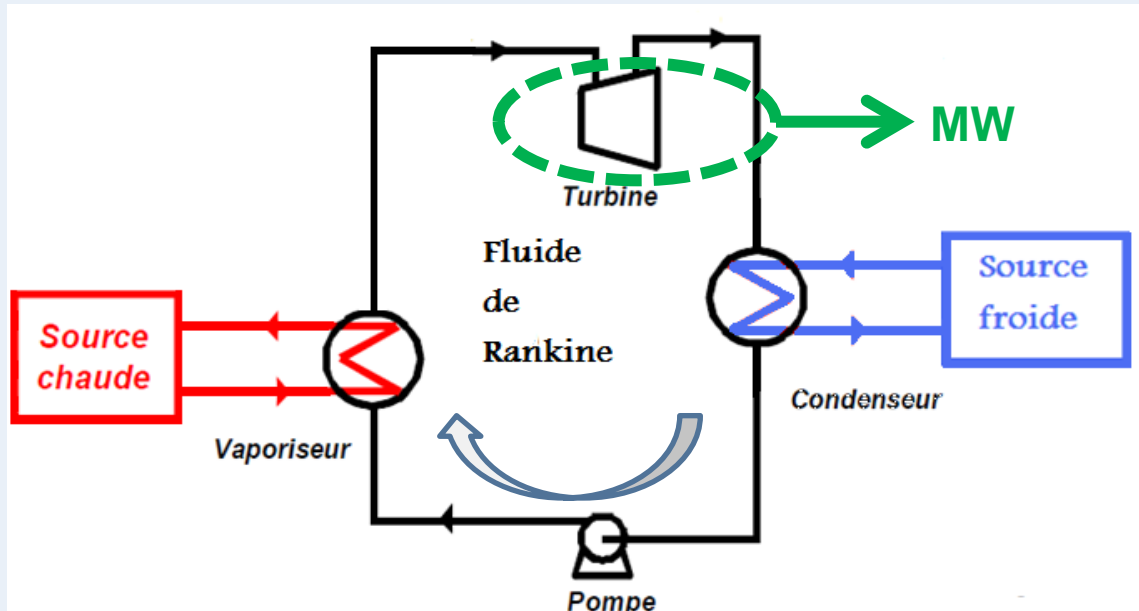 MW
Turbine
Fluide
de
Rankine
Source
froide
Source
chaude
Condenseur
Vaporiseur
Pompe